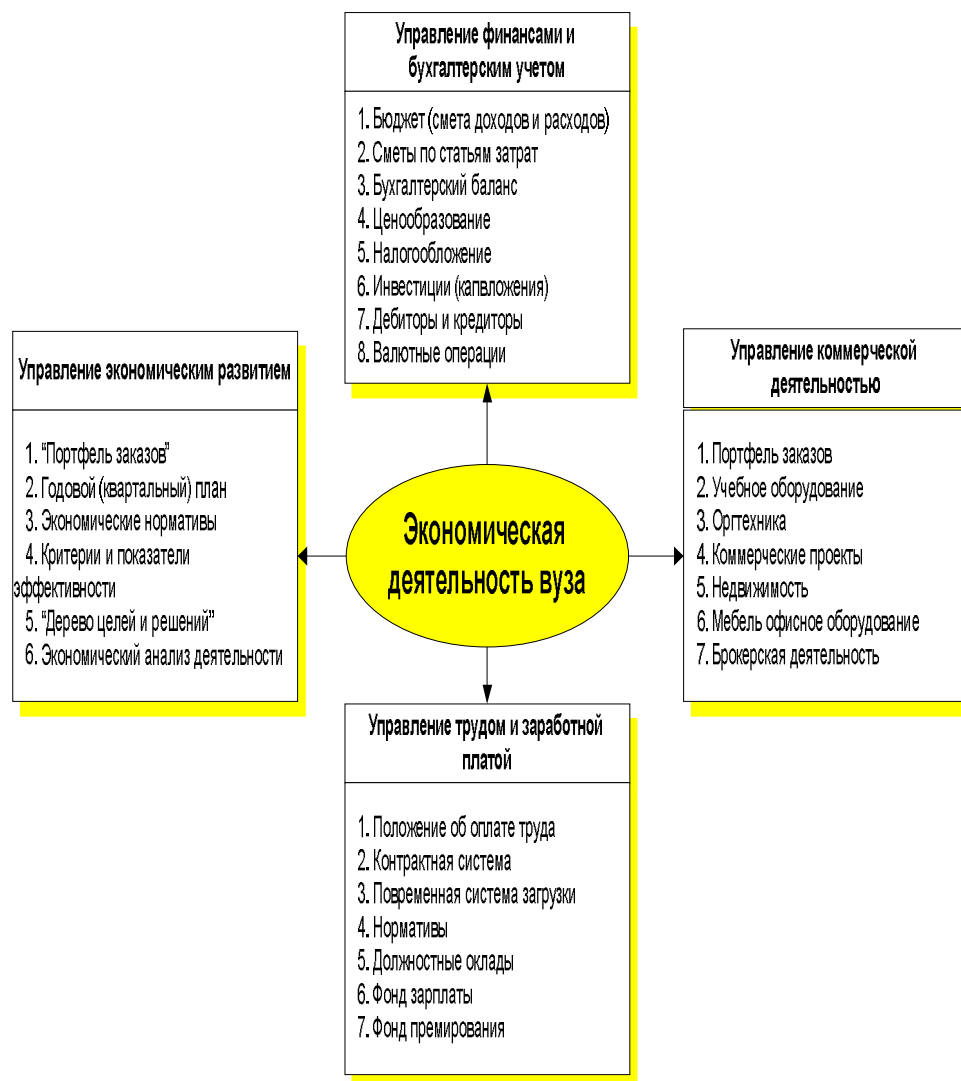 Управление финансами и
бухгалтерским учетом
1. Бюджет (смета доходов и расходов)
2. Сметы по статьям затрат
3. Бухгалтерский баланс
4. Ценообразование
5. Налогообложение
6. Инвестиции (капвложения)
7. Дебиторы и кредиторы
8. Валютные операции
Управление экономическим развитием
1. “Портфель заказов”
2. Годовой (квартальный) план
3. Экономические нормативы
4. Критерии и показатели
эффективности
5. “Дерево целей и решений”
6. Экономический анализ деятельности
Экономическая
деятельность вуза
Управление коммерческой
деятельностью
1. Портфель заказов
2. Учебное оборудование
3. Оргтехника
4. Коммерческие проекты
5. Недвижимость
6. Мебель офисное оборудование
7. Брокерская деятельность
Управление трудом и заработной
платой
1. Положение об оплате труда
2. Контрактная система
3. Повременная система загрузки
4. Нормативы
5. Должностные оклады
6. Фонд зарплаты
7. Фонд премирования